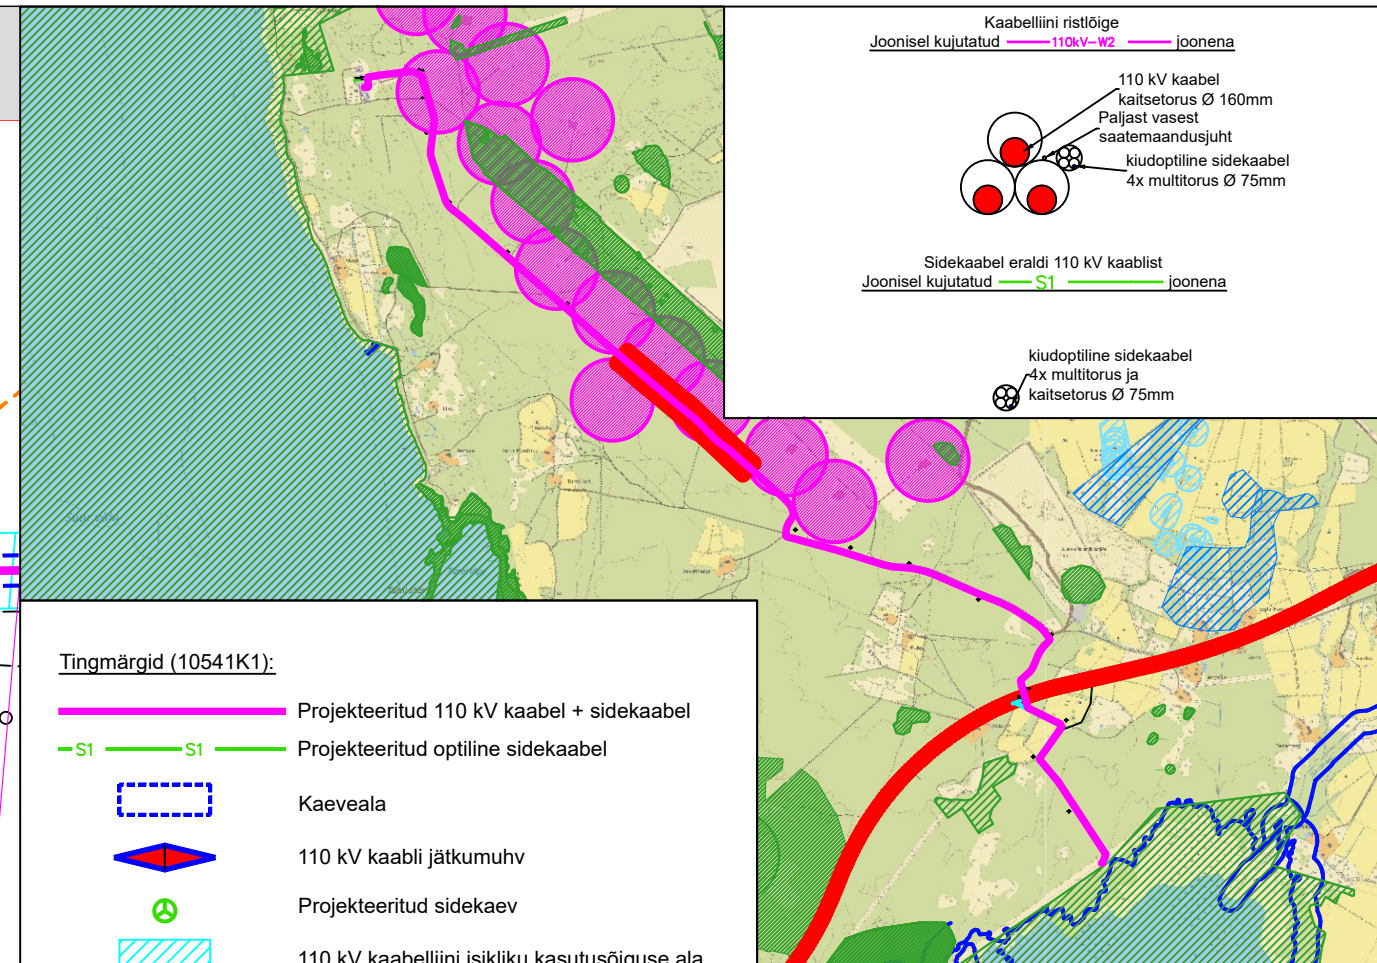 Kaabelliini ristlõige
Joonisel kujutatud 110kV-W2 joonena
110 kV kaabel
kaitsetorus Ø 160mm
Paljast vasest
saatemaandusjuht
kiudoptiline sidekaabel
4x multitorus Ø 75mm
Sidekaabel eraldi 110 kV kaablist
Joonisel kujutatud S1 joonena
kiudoptiline sidekaabel
4x multitorus ja
kaitsetorus Ø 75mm
Tingmärgid (10541K1):
Projekteeritud 110 kV kaabel + sidekaabel
S1 S1 Projekteeritud optiline sidekaabel
Kaeveala
110 kV kaabli jätkumuhv
Projekteeritud sidekaev
110 kV kaabelliini isikliku kasutusõiguse ala